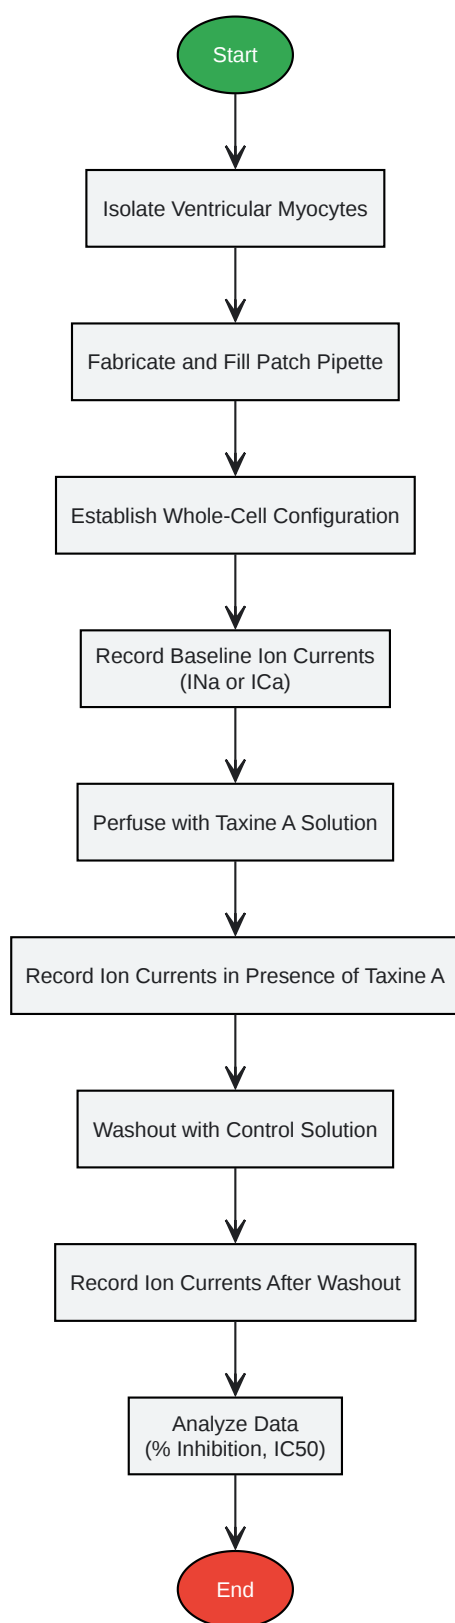 Start
Isolate Ventricular Myocytes
Fabricate and Fill Patch Pipette
Establish Whole-Cell Configuration
Record Baseline Ion Currents
(INa or ICa)
Perfuse with Taxine A Solution
Record Ion Currents in Presence of Taxine A
Washout with Control Solution
Record Ion Currents After Washout
Analyze Data
(% Inhibition, IC50)
End